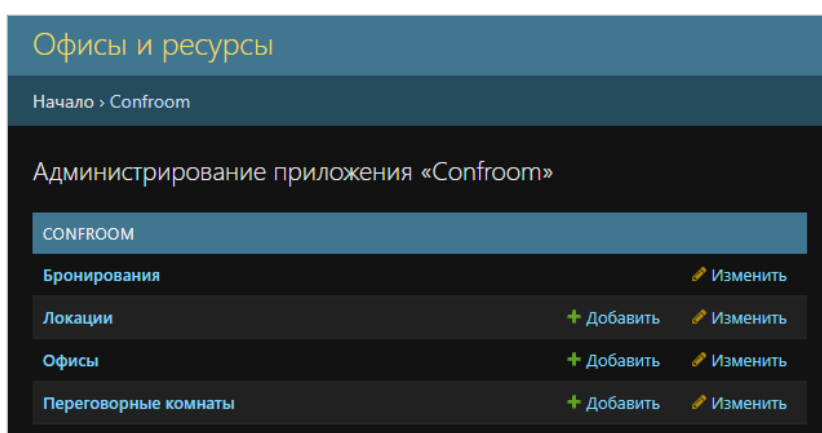 Офисы и ресурсы
Начало › Confroom
Администрирование приложения «Confroom»
CONFROOM
Бронирования Изменить
Локации Добавить Изменить
Офисы Добавить Изменить
Переговорные комнаты Добавить Изменить